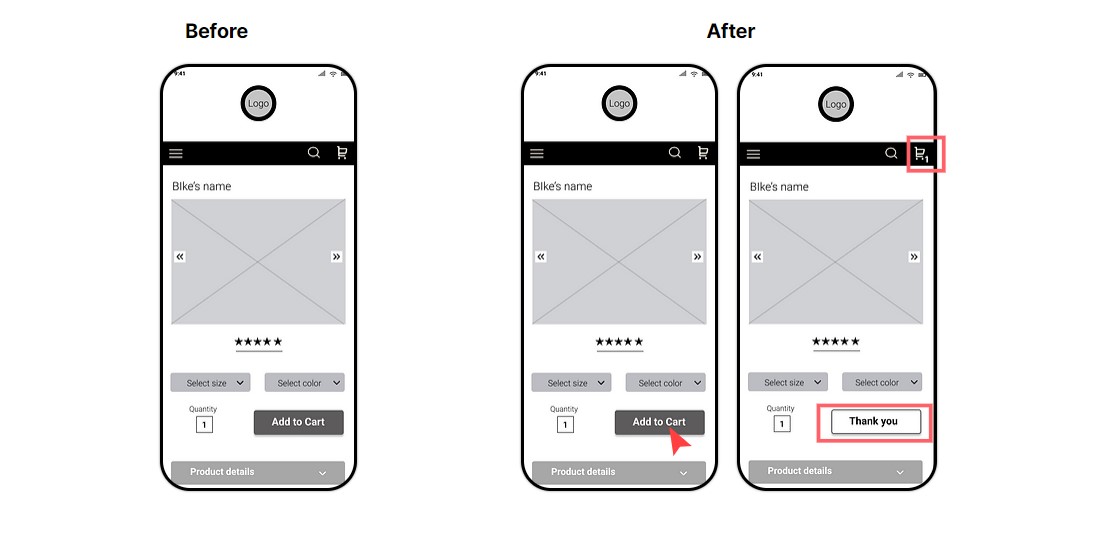 Before
After
9:41
Logo
BIke's name
«
»
★★★★★
Select size
Select color
Quantity
1
Add to Cart
Product details
9:41
Logo
BIke's name
«
»
★★★★★
Select size
Select color
Quantity
1
Add to Cart
Product details
9:41
Logo
1
BIke's name
«
»
★★★★★
Select size
Select color
Quantity
1
Thank you
Product details